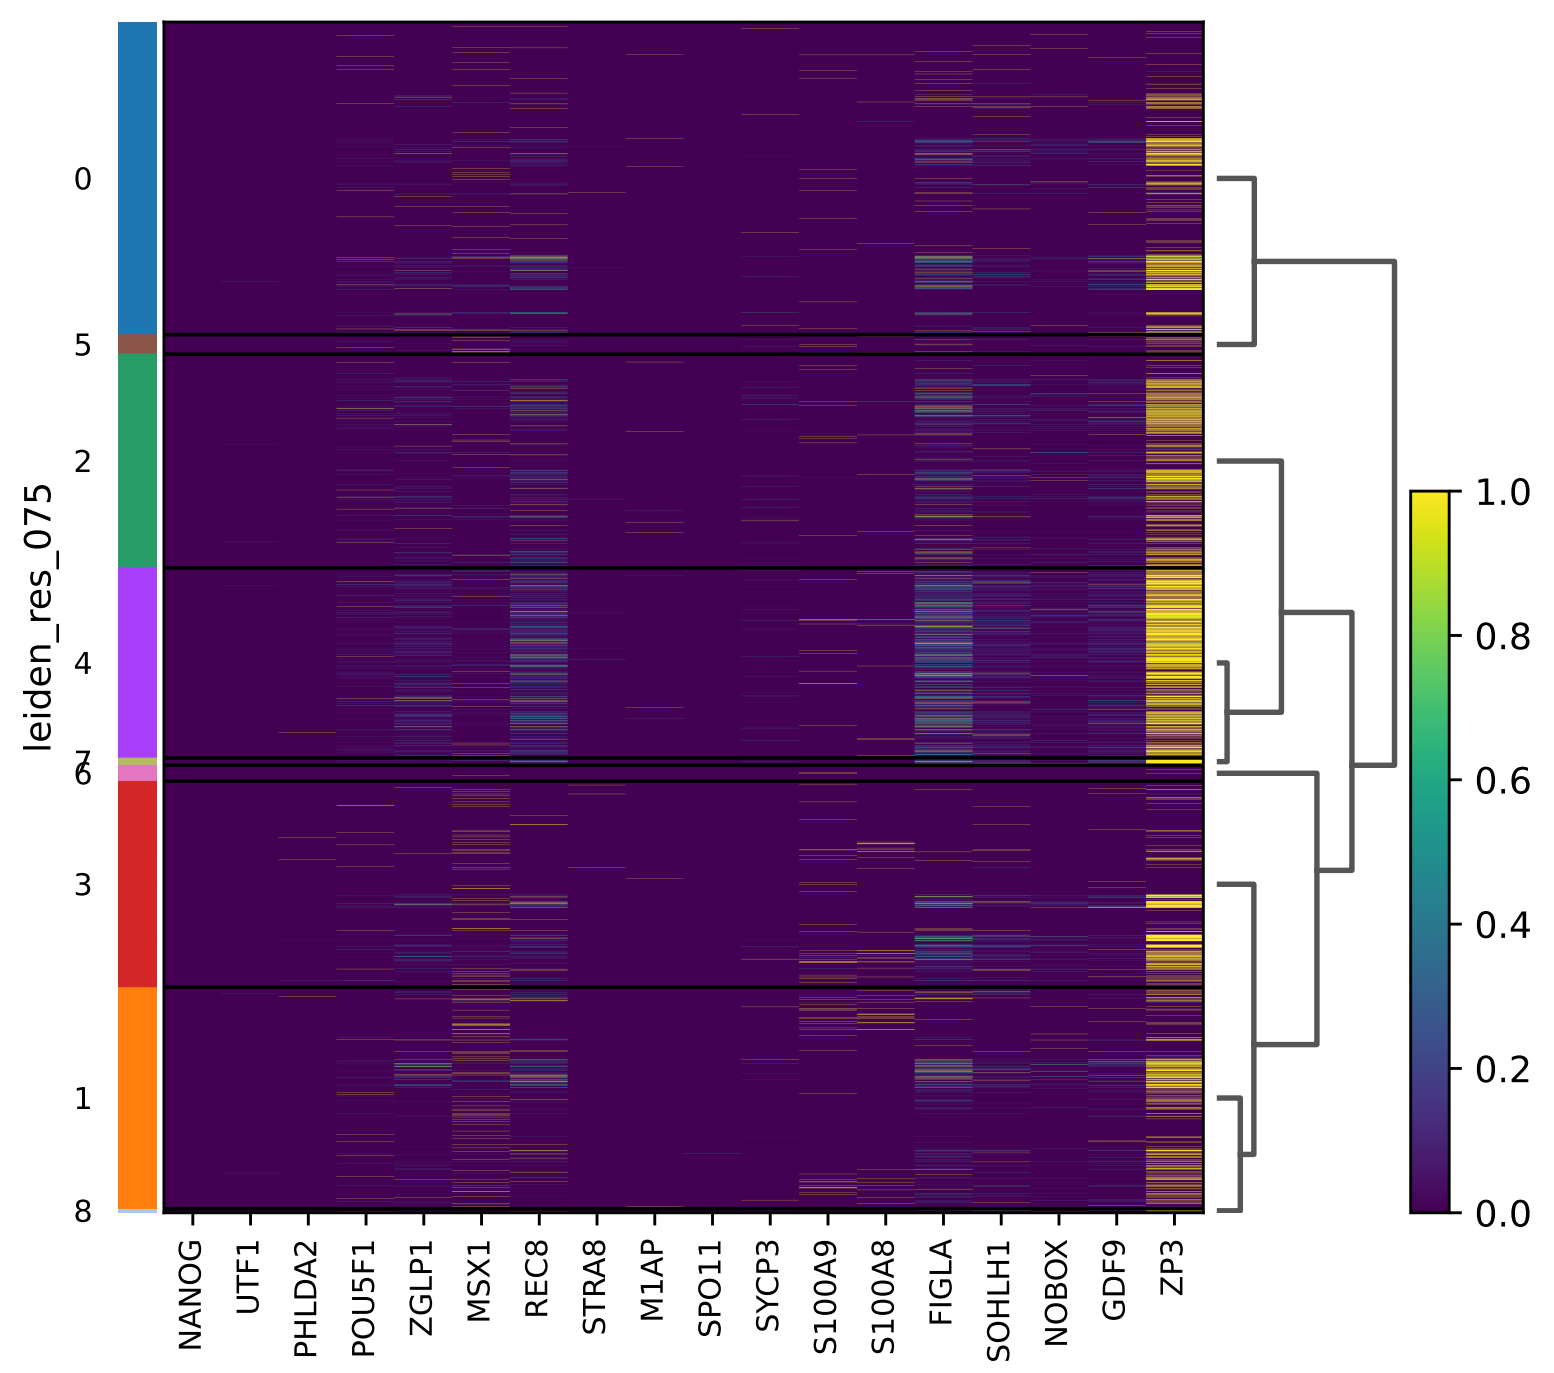 leiden_res_075
0
5
2
4
7
6
3
1
8
NANOG
UTF1
PHLDA2
POU5F1
ZGLP1
MSX1
REC8
STRA8
M1AP
SPO11
SYCP3
S100A9
S100A8
FIGLA
SOHLH1
NOBOX
GDF9
ZP3
1.0
0.8
0.6
0.4
0.2
0.0